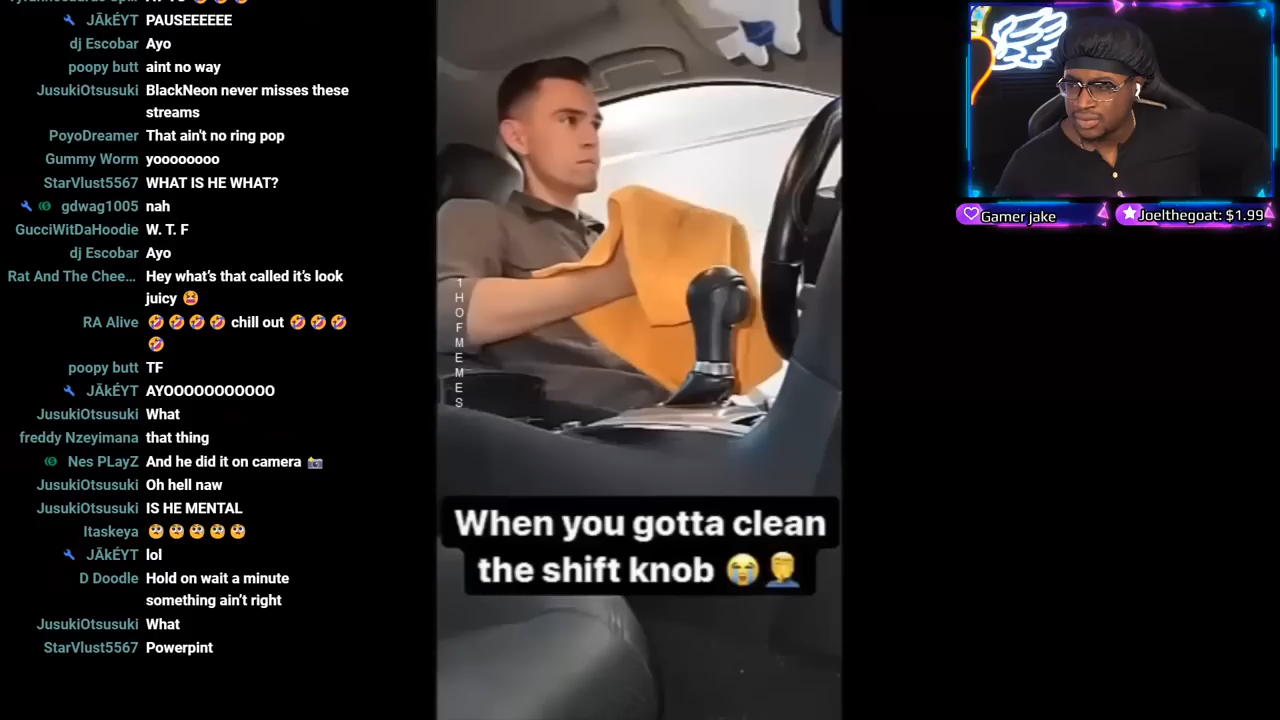 JĀkÉYT PAUSEEEEEE
dj Escobar Ayo
poopy butt aint no way
JusukiOtsusuki BlackNeon never misses these
streams
PoyoDreamer That ain't no ring pop
Gummy Worm yoooooooo
StarVlust5567 WHAT IS HE WHAT?
gdwag1005 nah
GucciWitDaHoodie W. T. F
dj Escobar Ayo
Rat And The Chee... Hey what's that called it's look
juicy 😫
RA Alive 🤣 🤣 🤣 🤣 chill out 🤣 🤣 🤣
🤣
poopy butt TF
JĀkÉYT AYOOOOOOOOOOO
JusukiOtsusuki What
freddy Nzeyimana that thing
Nes PLayZ And he did it on camera 📸
JusukiOtsusuki Oh hell naw
JusukiOtsusuki IS HE MENTAL
Itaskeya 🥺 🥺 🥺 🥺 🥺
JĀkÉYT lol
D Doodle Hold on wait a minute
something ain't right
JusukiOtsusuki What
StarVlust5567 Powerpint
1HOFMEMES
When you gotta clean
the shift knob 😭🤦‍♂️
Gamer jake
Joelthegoat: $1.99